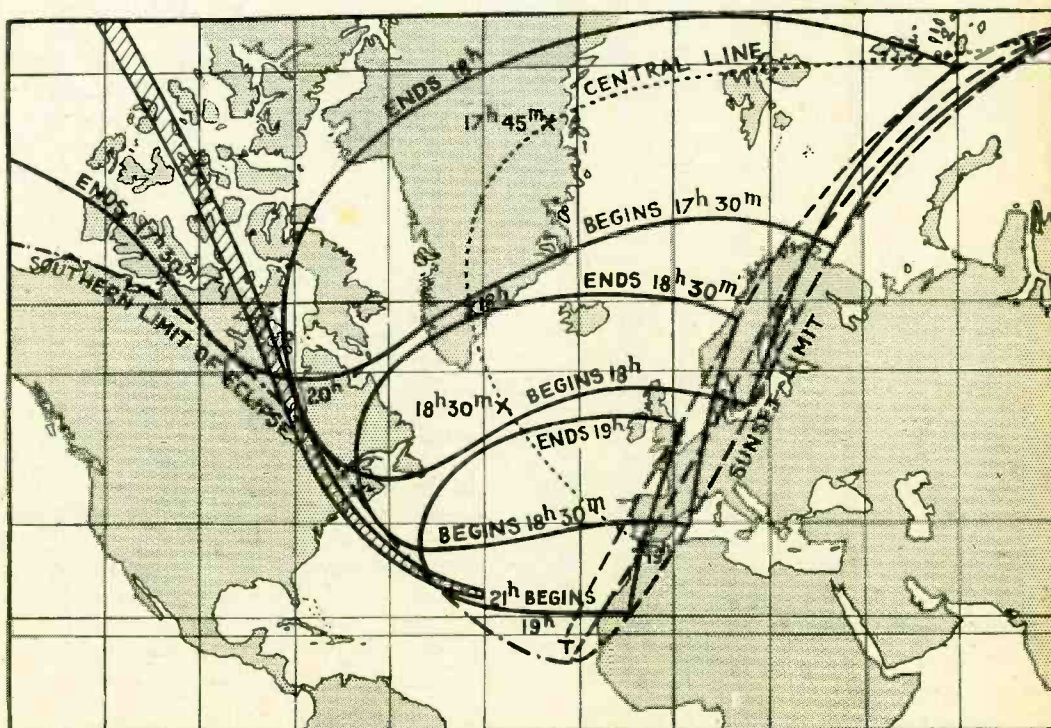 ENDS 18h
CENTRAL LINE
17h 45m
ENDS 17h 30m
BEGINS 17h 30m
SOUTHERN LIMIT OF ECLIPSE
18h
ENDS 18h 30m
20h
18h 30m
BEGINS 18h
SUNSET LIMIT
ENDS 19h
BEGINS 18h 30m
19h
21h BEGINS
19h
T